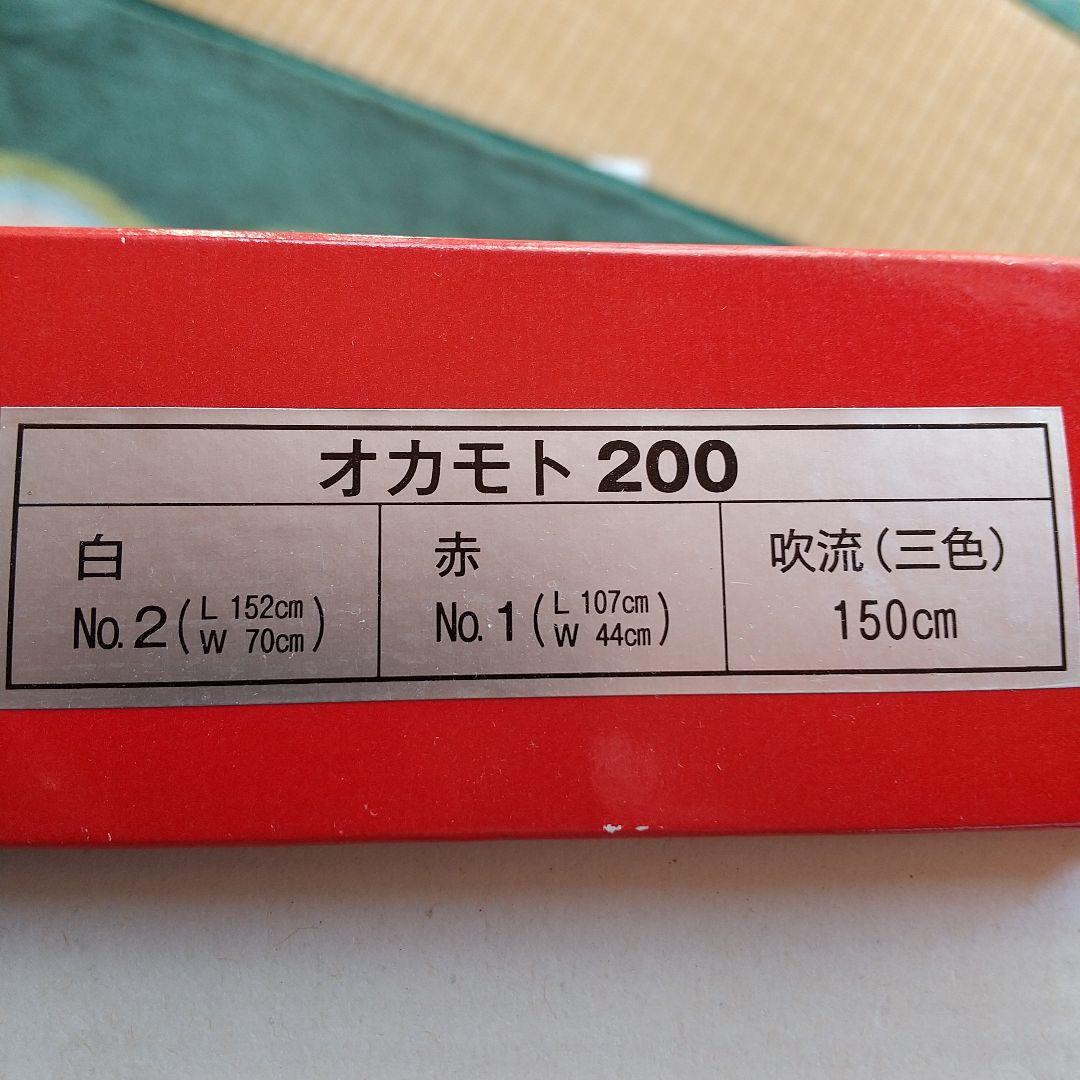 オカモト 200
白
No.2 (L 152cm W 70cm)
赤
No.1 (L 107cm W 44cm)
吹流(三色)
150cm